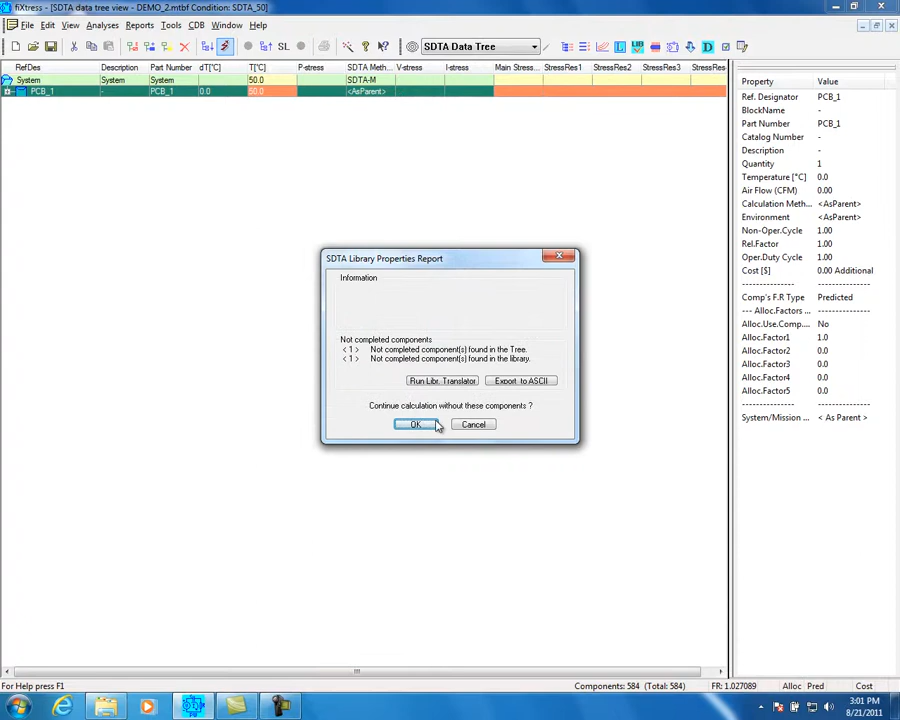 fiXtress - [SDTA data tree view - DEMO_2.mtbf Condition: SDTA_50]
File Edit View Analyses Reports Tools CDB Window Help
SL SDTA Data Tree LIB L D
RefDes Description Part Number dT[°C] T[°C] P-stress SDTA Meth... V-stress I-stress Main Stress... StressRes1 StressRes2 StressRes3 StressRes
System System System 50.0 SDTA-M
PCB_1 - PCB_1 0.0 50.0 <AsParent>
Property Value
Ref. Designator PCB_1
BlockName -
Part Number PCB_1
Catalog Number -
Description -
Quantity 1
Temperature [°C] 0.0
Air Flow (CFM) 0.00
Calculation Meth... <AsParent>
Environment <AsParent>
Non-Oper.Cycle 1.00
Rel.Factor 1.00
Oper.Duty Cycle 1.00
Cost [$] 0.00 Additional
--------------- ---------------
Comp's F.R Type Predicted
--- Alloc.Factors ... ---------------
Alloc.Use.Comp.... No
Alloc.Factor1 1.0
Alloc.Factor2 0.0
Alloc.Factor3 0.0
Alloc.Factor4 0.0
Alloc.Factor5 0.0
--------------- ---------------
System/Mission ... < As Parent >
SDTA Library Properties Report
Information
Not completed components
< 1 > Not completed component(s) found in the Tree.
< 1 > Not completed component(s) found in the library.
Run Libr. Translator Export to ASCII
Continue calculation without these components ?
OK Cancel
For Help press F1 Components: 584 (Total: 584) FR: 1.027089 Alloc Pred Cost
3:01 PM
8/21/2011